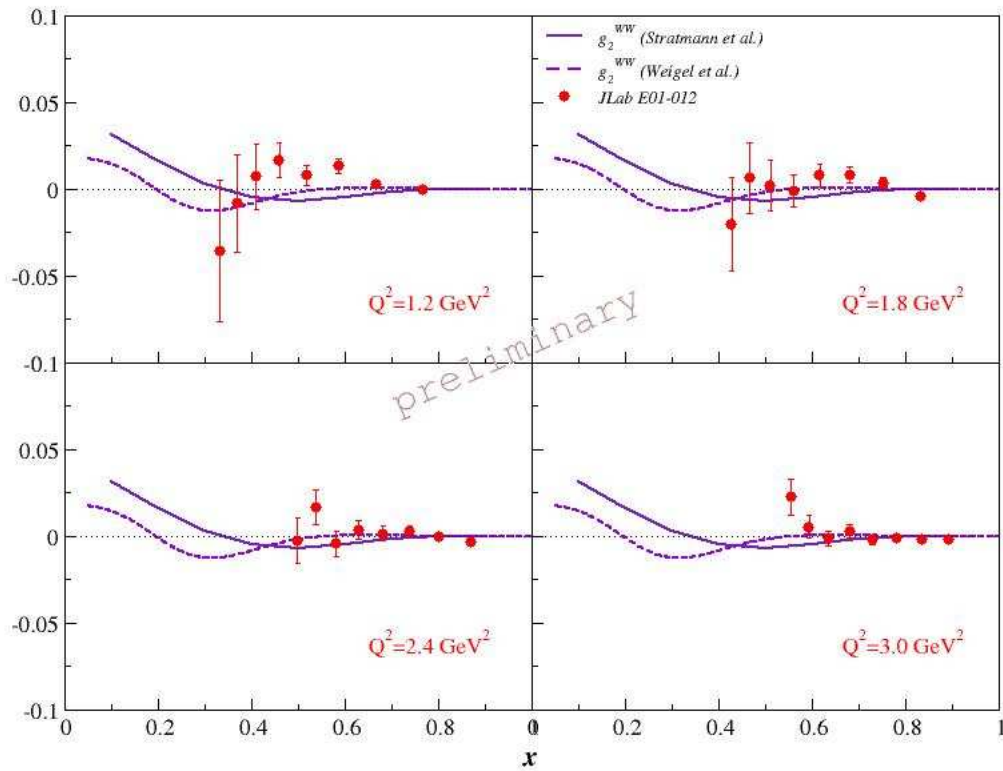 0.1
0.05
0
-0.05
-0.1
g₂ᵂᵂ (Stratmann et al.)
g₂ᵂᵂ (Weigel et al.)
JLab E01-012
Q²=1.2 GeV²
Q²=1.8 GeV²
preliminary
0.05
0
-0.05
-0.1
Q²=2.4 GeV²
Q²=3.0 GeV²
0 0.2 0.4 0.6 0.8 0 0.2 0.4 0.6 0.8 1
x